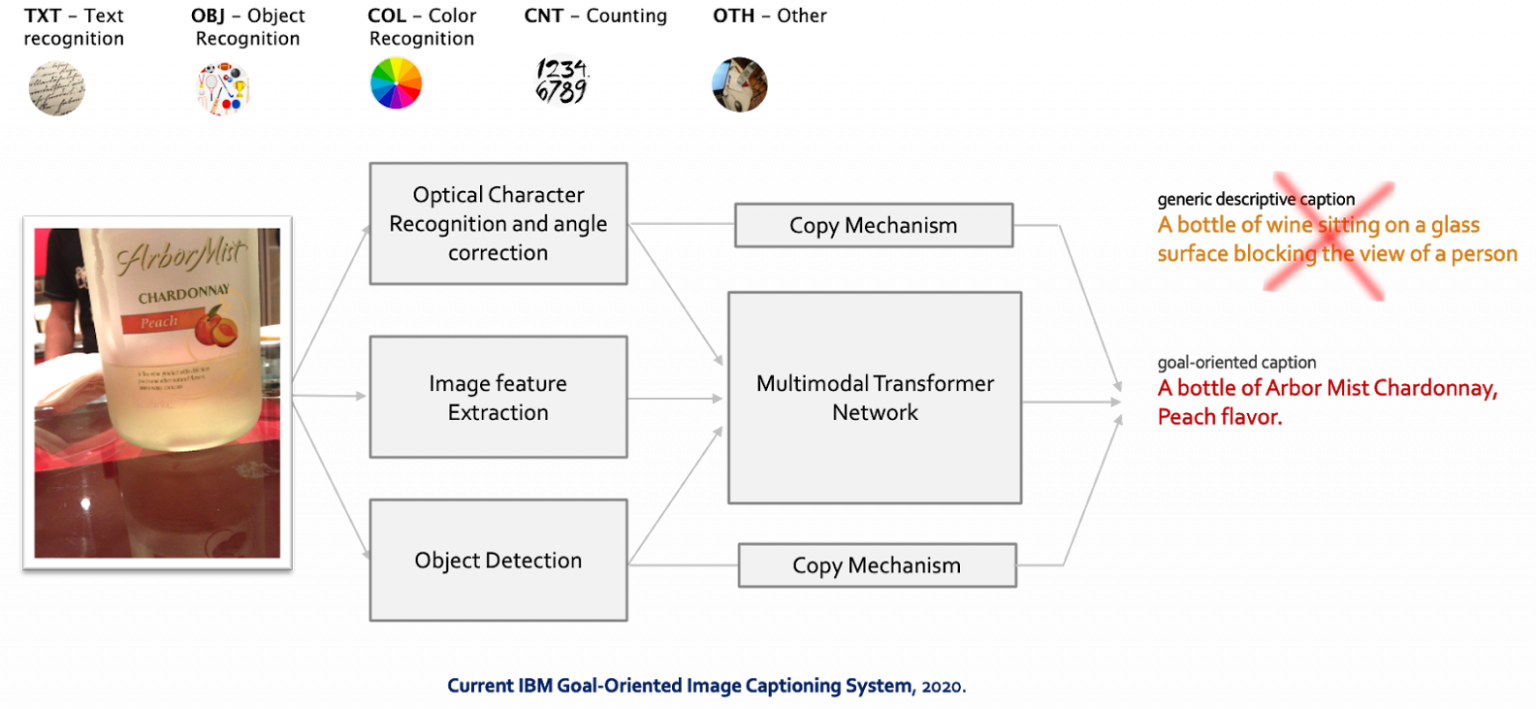 TXT – Text
recognition
OBJ – Object
Recognition
COL – Color
Recognition
CNT – Counting
OTH – Other
1234
6789
Optical Character
Recognition and angle
correction
Copy Mechanism
generic descriptive caption
A bottle of wine sitting on a glass
surface blocking the view of a person
Arbor Mist
CHARDONNAY
Peach
Image feature
Extraction
Multimodal Transformer
Network
goal-oriented caption
A bottle of Arbor Mist Chardonnay,
Peach flavor.
Object Detection
Copy Mechanism
Current IBM Goal-Oriented Image Captioning System, 2020.